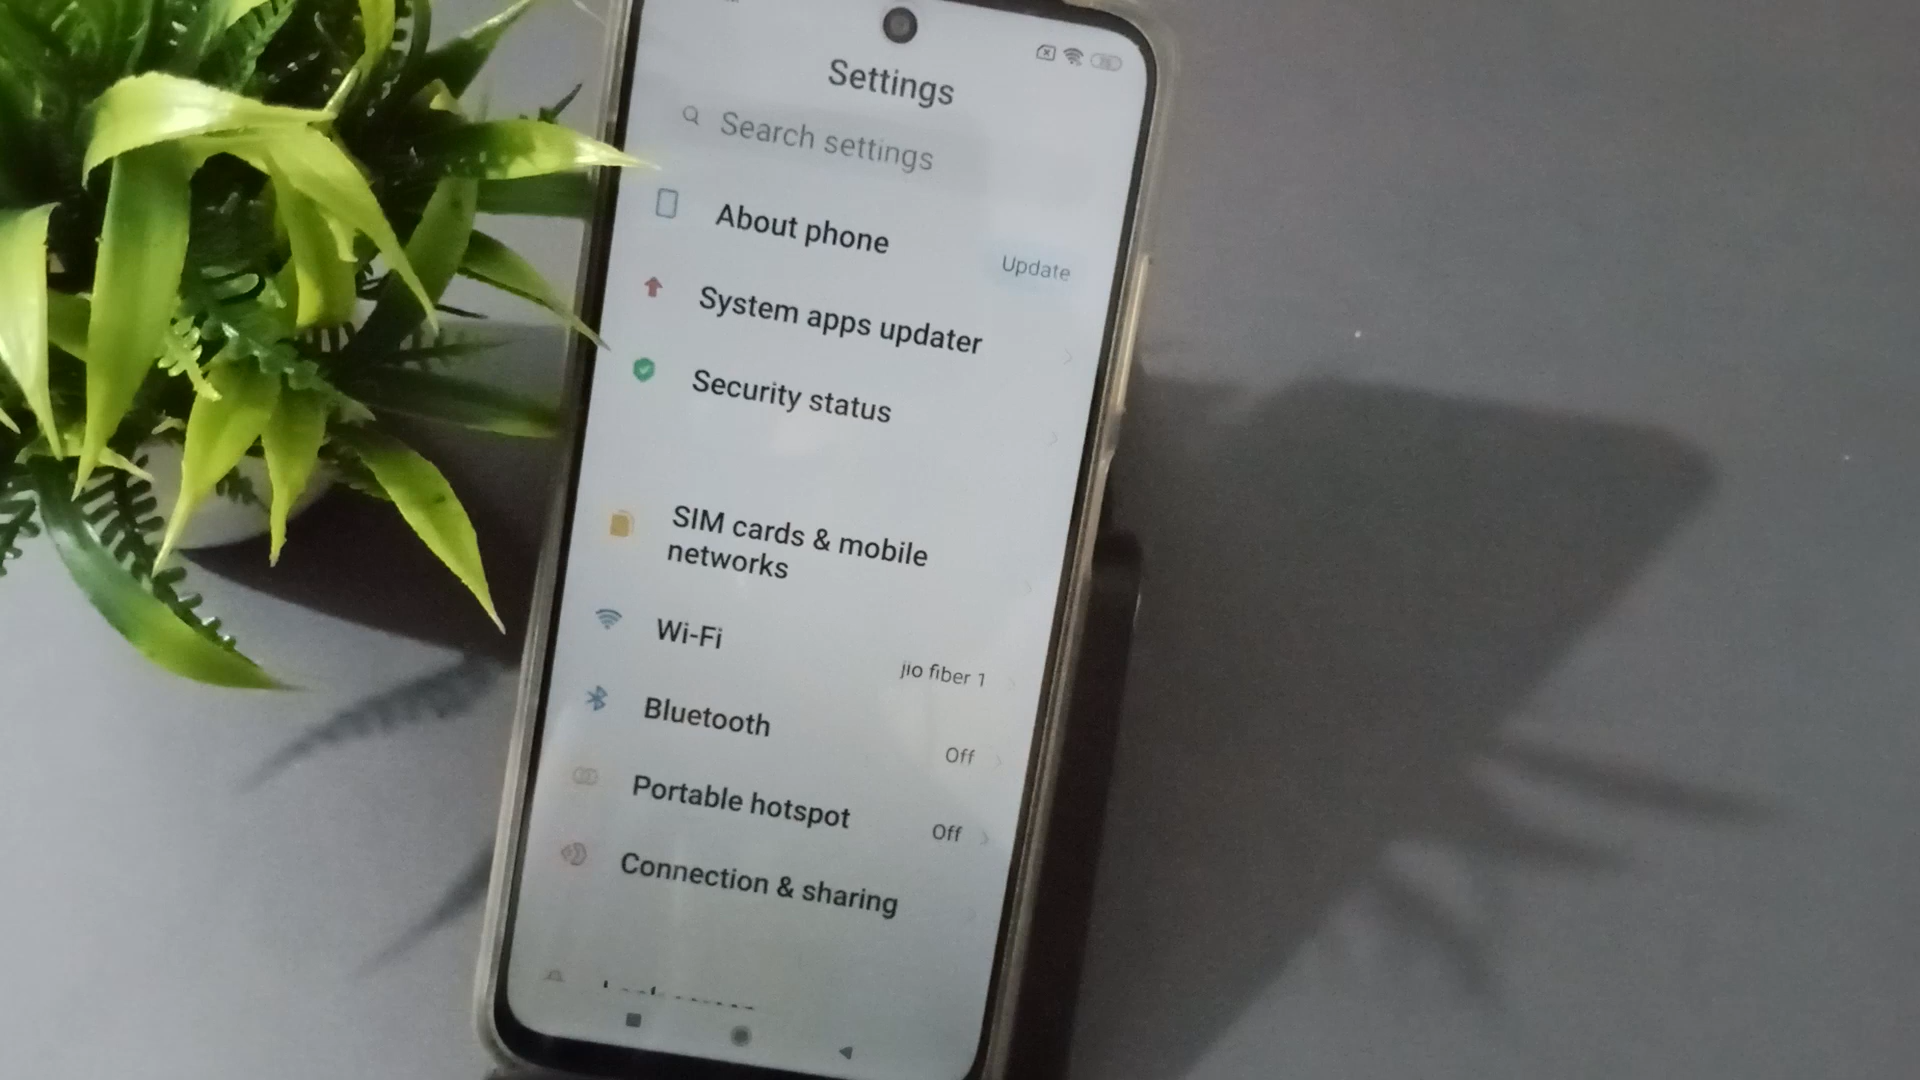 Settings
Search settings
About phone
Update
System apps updater
Security status
SIM cards & mobile
networks
Wi-Fi
jio fiber 1
Bluetooth
Off
Portable hotspot
Off
Connection & sharing